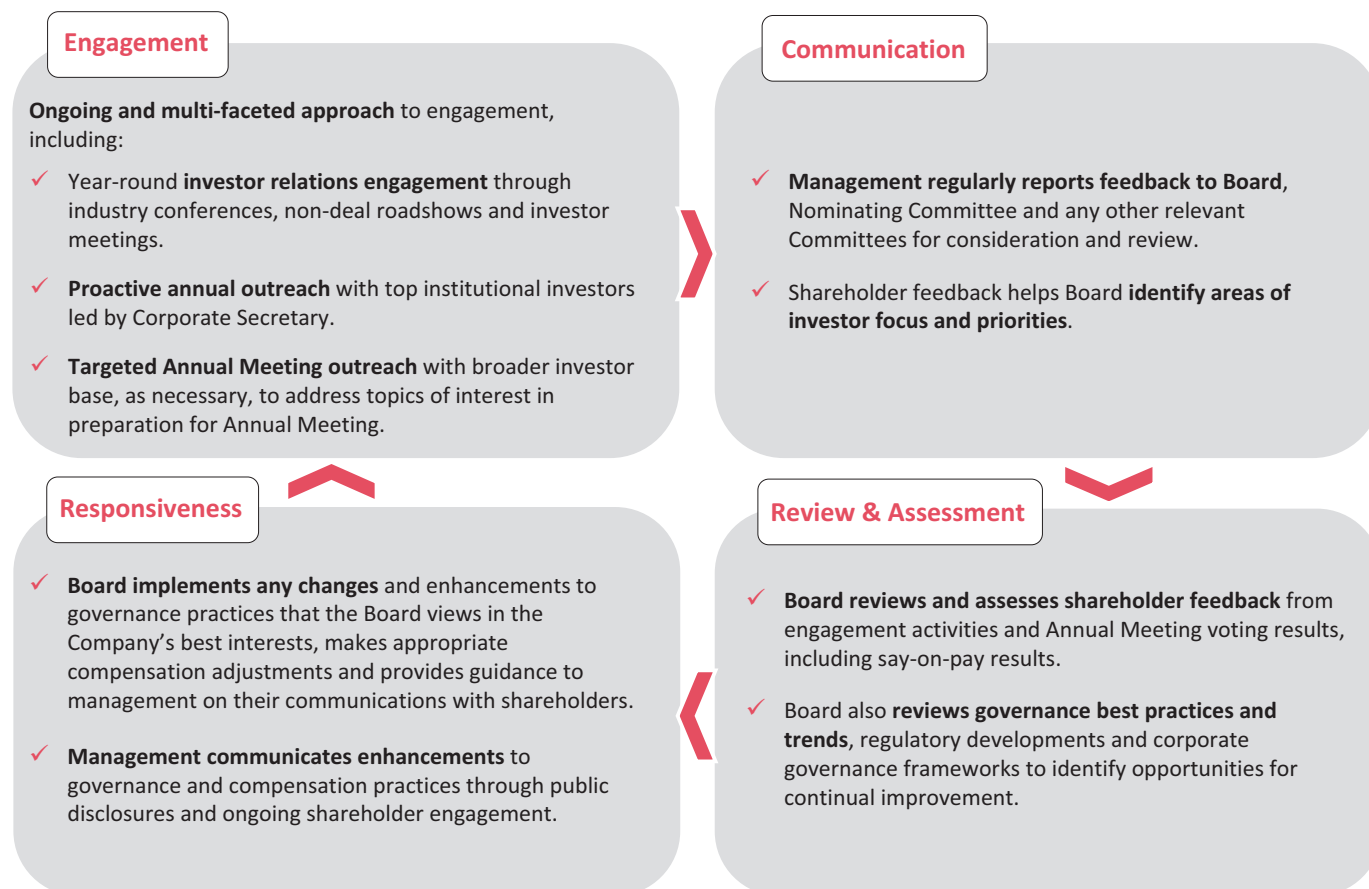 Engagement
Ongoing and multi-faceted approach to engagement,
including:
✓ Year-round investor relations engagement through
industry conferences, non-deal roadshows and investor
meetings.
✓ Proactive annual outreach with top institutional investors
led by Corporate Secretary.
✓ Targeted Annual Meeting outreach with broader investor
base, as necessary, to address topics of interest in
preparation for Annual Meeting.
Communication
✓ Management regularly reports feedback to Board,
Nominating Committee and any other relevant
Committees for consideration and review.
✓ Shareholder feedback helps Board identify areas of
investor focus and priorities.
Review & Assessment
✓ Board reviews and assesses shareholder feedback from
engagement activities and Annual Meeting voting results,
including say-on-pay results.
✓ Board also reviews governance best practices and
trends, regulatory developments and corporate
governance frameworks to identify opportunities for
continual improvement.
Responsiveness
✓ Board implements any changes and enhancements to
governance practices that the Board views in the
Company’s best interests, makes appropriate
compensation adjustments and provides guidance to
management on their communications with shareholders.
✓ Management communicates enhancements to
governance and compensation practices through public
disclosures and ongoing shareholder engagement.